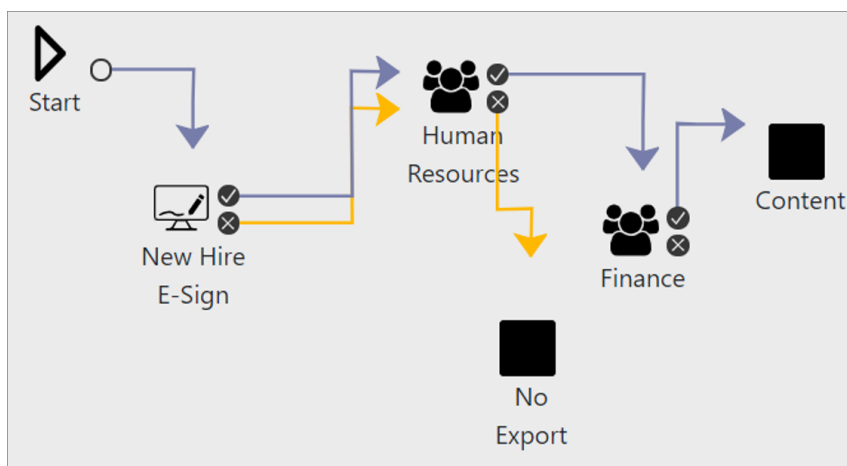 Start
Human
Resources
Content
New Hire
E-Sign
Finance
No
Export